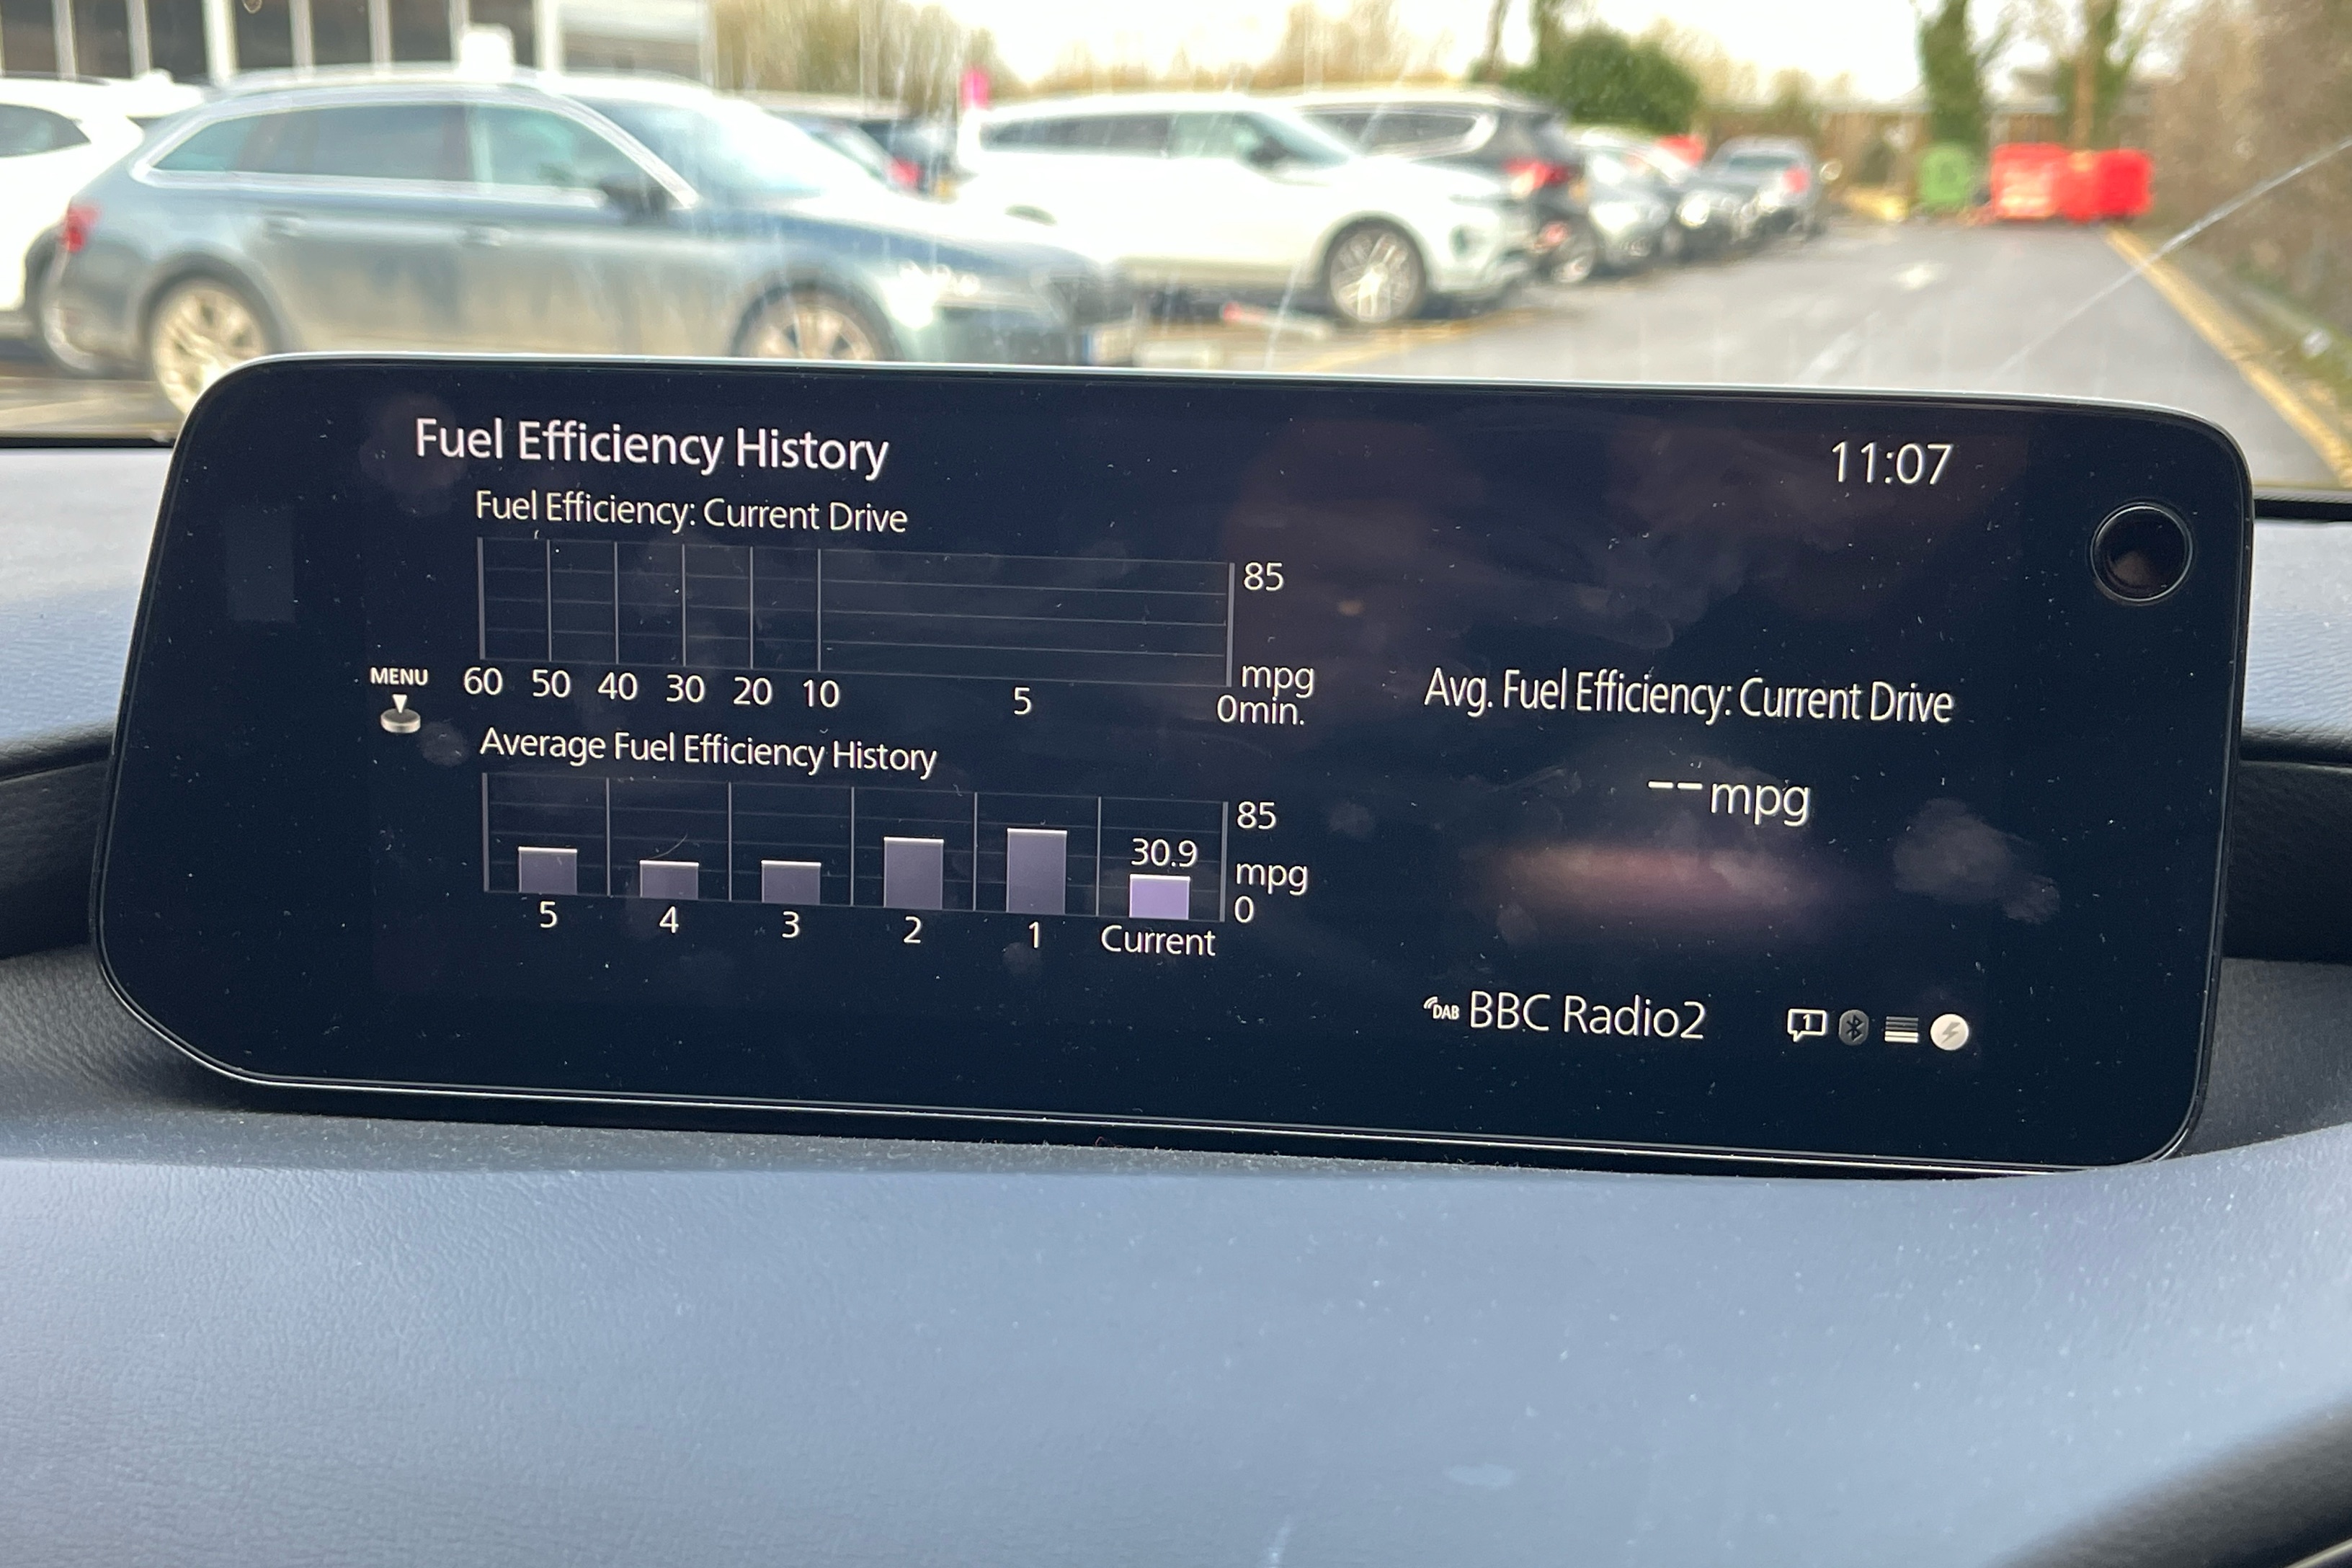 Fuel Efficiency History
11:07
Fuel Efficiency: Current Drive
85
mpg
60 50 40 30 20 10 5 0min.
MENU
Avg. Fuel Efficiency: Current Drive
-- mpg
Average Fuel Efficiency History
85
30.9
mpg
0
5 4 3 2 1 Current
DAB BBC Radio2
1